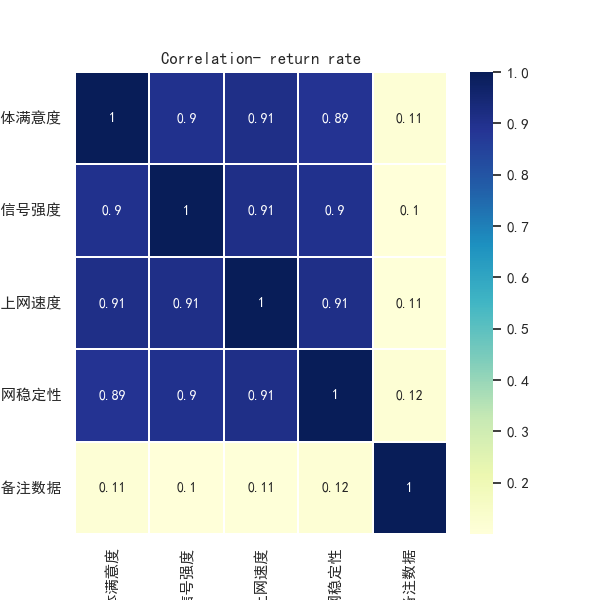 Correlation- return rate
体满意度 1 0.9 0.91 0.89 0.11
信号强度 0.9 1 0.91 0.9 0.1
上网速度 0.91 0.91 1 0.91 0.11
网稳定性 0.89 0.9 0.91 1 0.12
备注数据 0.11 0.1 0.11 0.12 1
满意度 号强度 网速度 稳定性 注数据
1.0
0.9
0.8
0.7
0.6
0.5
0.4
0.3
0.2